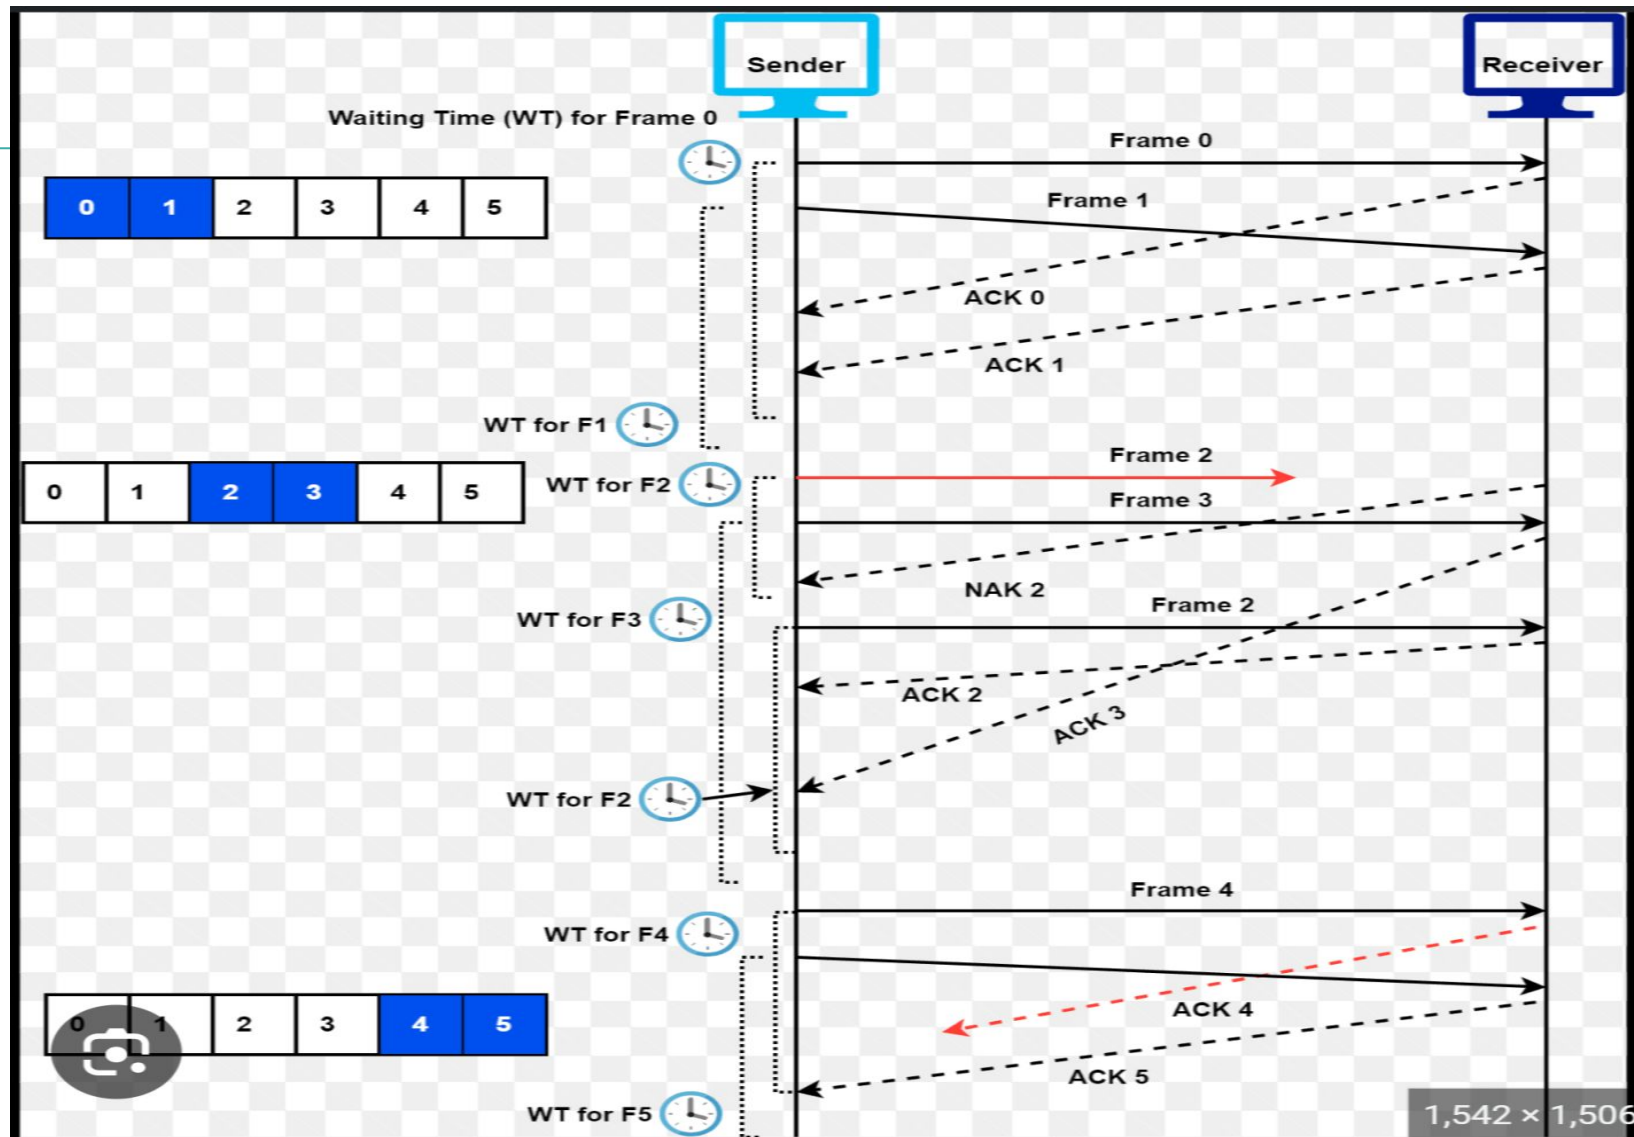 Sender
Receiver
Waiting Time (WT) for Frame 0
Frame 0
0 1 2 3 4 5
Frame 1
ACK 0
ACK 1
WT for F1
Frame 2
0 1 2 3 4 5
WT for F2
Frame 3
NAK 2
Frame 2
WT for F3
ACK 2
ACK 3
WT for F2
Frame 4
WT for F4
ACK 4
0 1 2 3 4 5
ACK 5
WT for F5
1,542 × 1,506